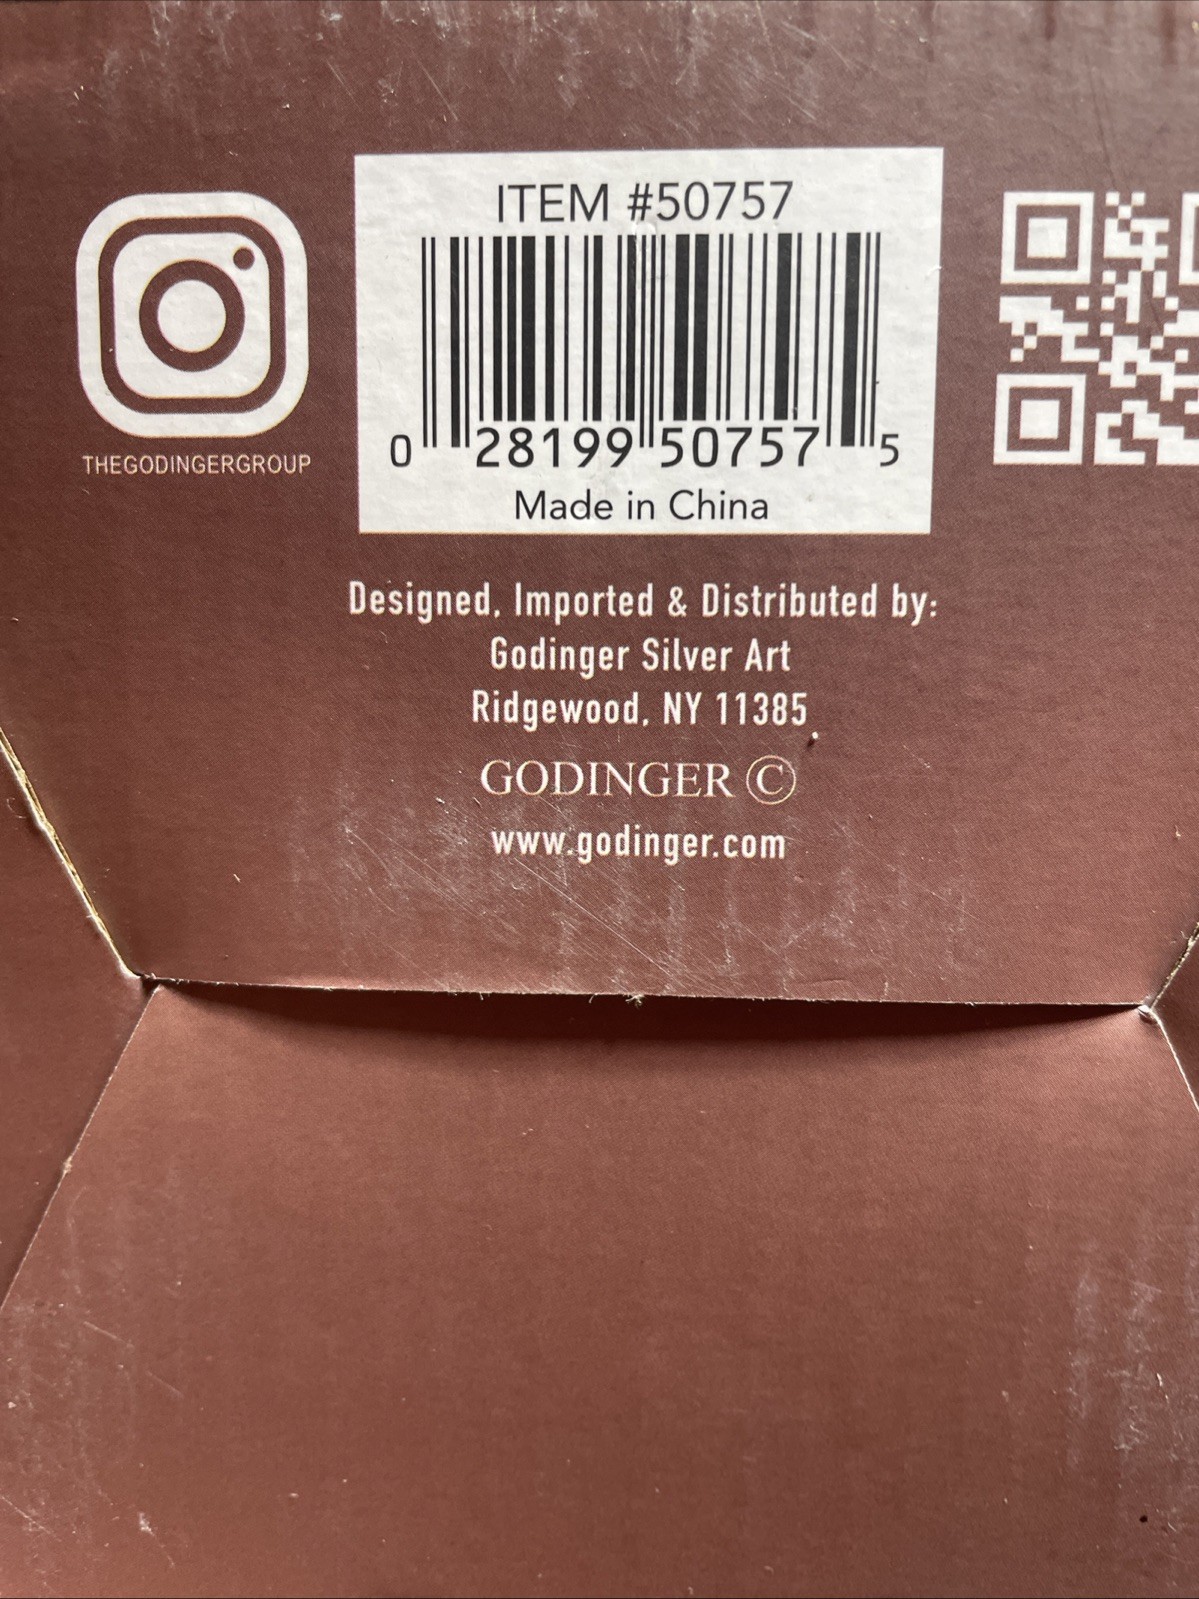 ITEM #50757
0 28199 50757 5
Made in China
THEGODINGERGROUP
Designed, Imported & Distributed by:
Godinger Silver Art
Ridgewood, NY 11385
GODINGER ©
www.godinger.com